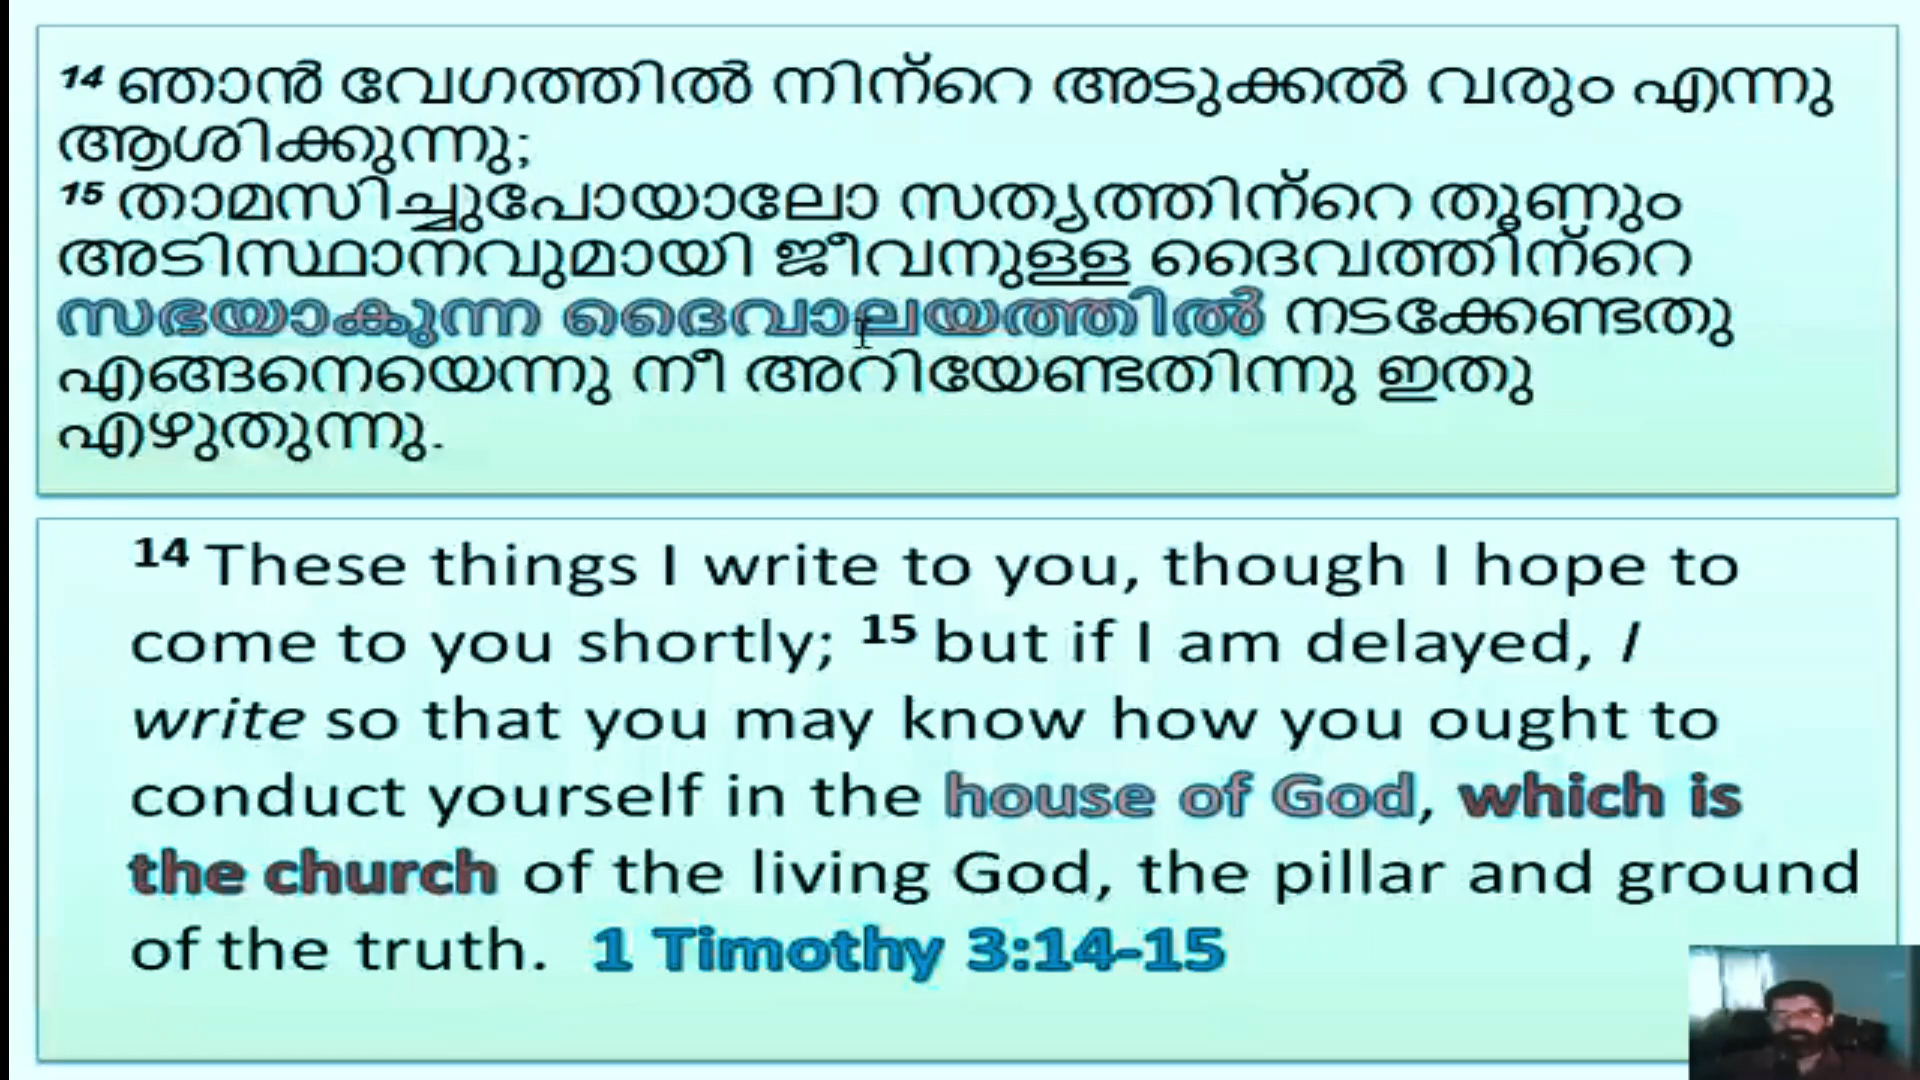 14 ഞാൻ വേഗത്തിൽ നിന്റെ അടുക്കൽ വരും എന്നു
ആശിക്കുന്നു;
15 താമസിച്ചുപോയാലോ സത്യത്തിന്റെ തൂണും
അടിസ്ഥാനവുമായി ജീവനുള്ള ദൈവത്തിന്റെ
സഭയാകുന്ന ദൈവാലയത്തിൽ നടക്കേണ്ടതു
എങ്ങനെയെന്നു നീ അറിയേണ്ടതിന്നു ഇതു
എഴുതുന്നു.
14 These things I write to you, though I hope to
come to you shortly; 15 but if I am delayed, I
write so that you may know how you ought to
conduct yourself in the house of God, which is
the church of the living God, the pillar and ground
of the truth. 1 Timothy 3:14-15